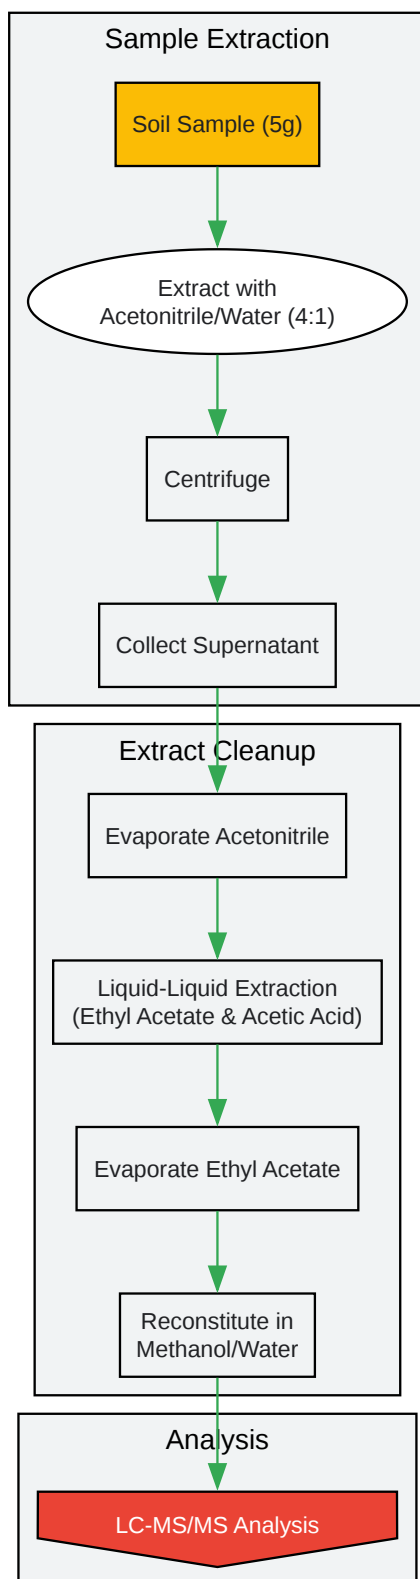 Sample Extraction
Soil Sample (5g)
Extract with
Acetonitrile/Water (4:1)
Centrifuge
Collect Supernatant
Extract Cleanup
Evaporate Acetonitrile
Liquid-Liquid Extraction
(Ethyl Acetate & Acetic Acid)
Evaporate Ethyl Acetate
Reconstitute in
Methanol/Water
Analysis
LC-MS/MS Analysis